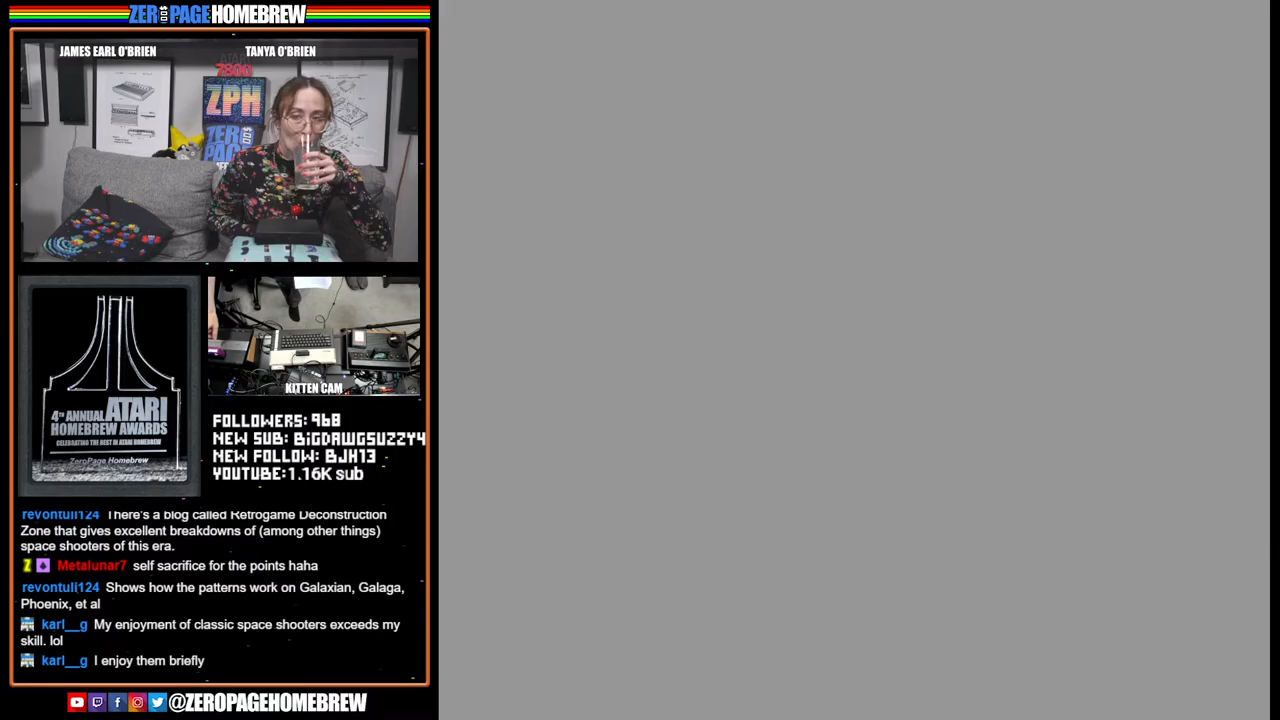 ZEROPAGE HOMEBREW
JAMES EARL O'BRIEN
TANYA O'BRIEN
ATARI
7800
ZPH
ZERO
PAGE
4TH ANNUAL ATARI
HOMEBREW AWARDS
CELEBRATING THE BEST IN ATARI HOMEBREW
ZeroPage Homebrew
KITTEN CAM
FOLLOWERS: 968
NEW SUB: BIGDAWGSUZZY4
NEW FOLLOW: BJH13
YOUTUBE: 1.16K sub
revontuli124 There's a blog called Retrogame Deconstruction
Zone that gives excellent breakdowns of (among other things)
space shooters of this era.
Z Metalunar7 self sacrifice for the points haha
revontuli124 Shows how the patterns work on Galaxian, Galaga,
Phoenix, et al
karl__g My enjoyment of classic space shooters exceeds my
skill. lol
karl__g I enjoy them briefly
@ZEROPAGEHOMEBREW